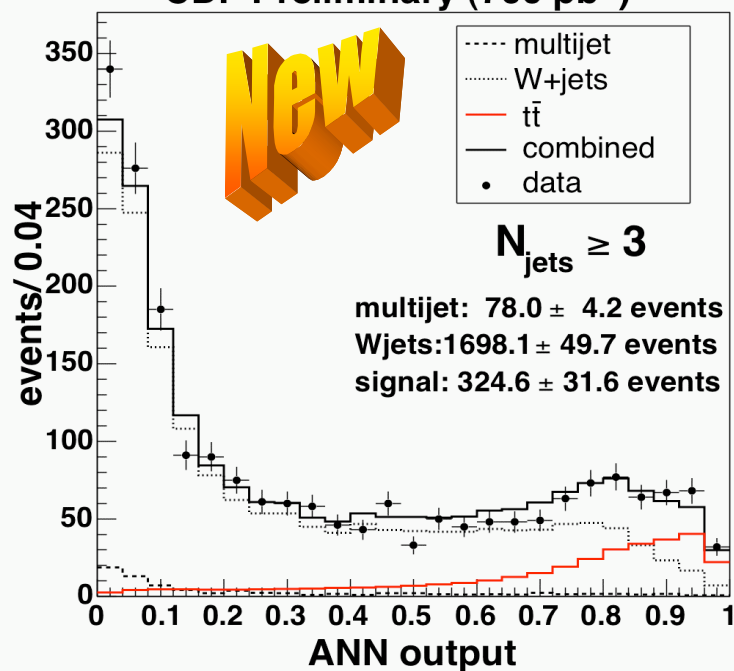 350
300
250
200
150
100
50
0
events/ 0.04
New
multijet
W+jets
tt̄
combined
data
N_jets ≥ 3
multijet: 78.0 ± 4.2 events
Wjets:1698.1± 49.7 events
signal: 324.6 ± 31.6 events
0 0.1 0.2 0.3 0.4 0.5 0.6 0.7 0.8 0.9 1
ANN output